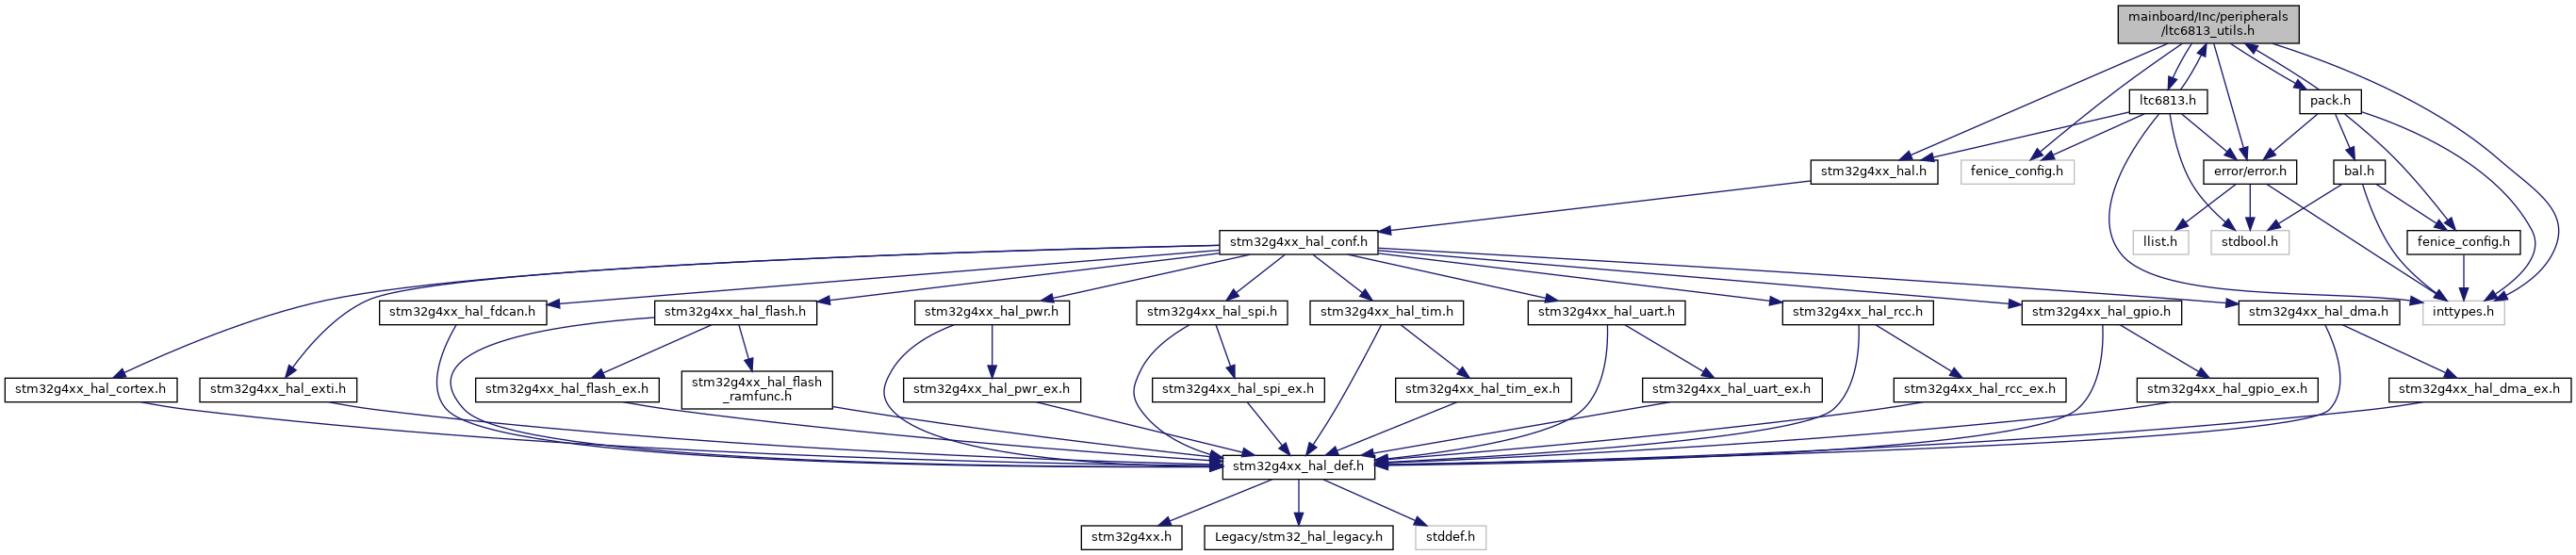 mainboard/Inc/peripherals
/ltc6813_utils.h
ltc6813.h
pack.h
stm32g4xx_hal.h
fenice_config.h
error/error.h
bal.h
stm32g4xx_hal_conf.h
llist.h
stdbool.h
fenice_config.h
stm32g4xx_hal_fdcan.h
stm32g4xx_hal_flash.h
stm32g4xx_hal_pwr.h
stm32g4xx_hal_spi.h
stm32g4xx_hal_tim.h
stm32g4xx_hal_uart.h
stm32g4xx_hal_rcc.h
stm32g4xx_hal_gpio.h
stm32g4xx_hal_dma.h
inttypes.h
stm32g4xx_hal_cortex.h
stm32g4xx_hal_exti.h
stm32g4xx_hal_flash_ex.h
stm32g4xx_hal_flash
_ramfunc.h
stm32g4xx_hal_pwr_ex.h
stm32g4xx_hal_spi_ex.h
stm32g4xx_hal_tim_ex.h
stm32g4xx_hal_uart_ex.h
stm32g4xx_hal_rcc_ex.h
stm32g4xx_hal_gpio_ex.h
stm32g4xx_hal_dma_ex.h
stm32g4xx_hal_def.h
stm32g4xx.h
Legacy/stm32_hal_legacy.h
stddef.h